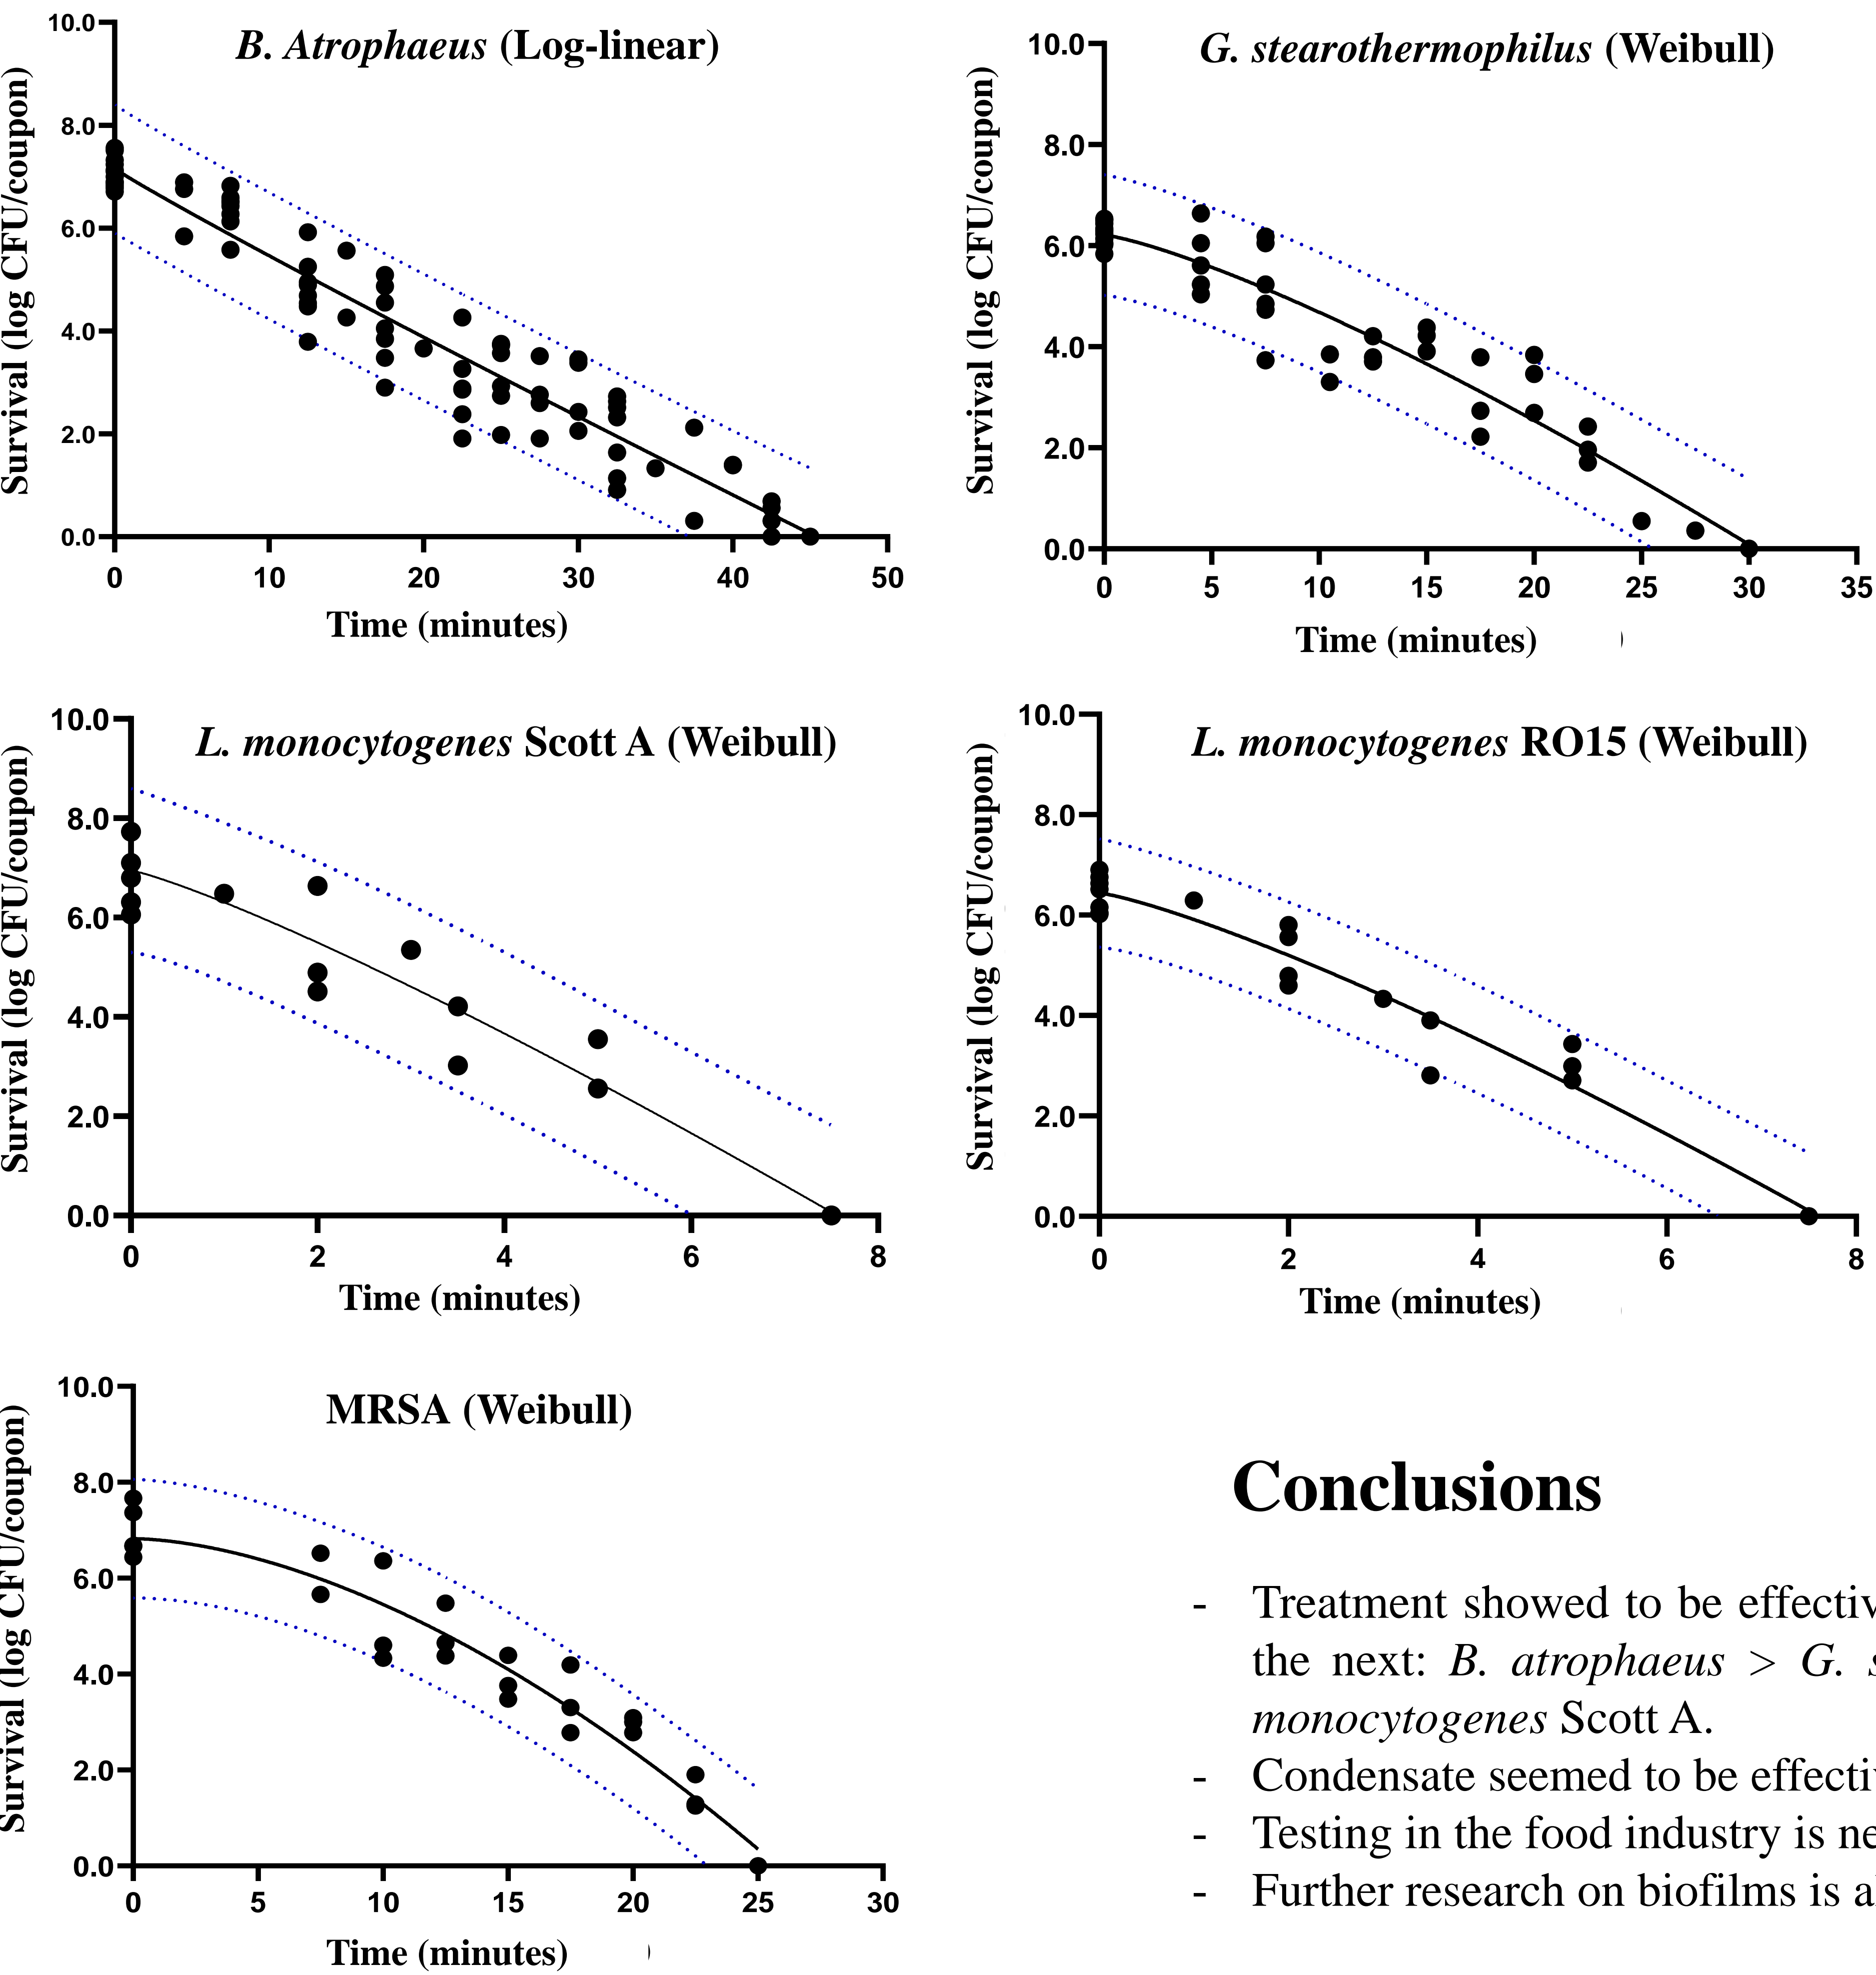 B. Atrophaeus (Log-linear)
Survival (log CFU/coupon)
10.0
8.0
6.0
4.0
2.0
0.0
0 10 20 30 40 50
Time (minutes)
G. stearothermophilus (Weibull)
Survival (log CFU/coupon)
10.0
8.0
6.0
4.0
2.0
0.0
0 5 10 15 20 25 30 35
Time (minutes) )
L. monocytogenes Scott A (Weibull)
Survival (log CFU/coupon)
10.0
8.0
6.0
4.0
2.0
0.0
0 2 4 6 8
Time (minutes)
L. monocytogenes RO15 (Weibull)
Survival (log CFU/coupon)
10.0
8.0
6.0
4.0
2.0
0.0
0 2 4 6 8
Time (minutes)
MRSA (Weibull)
Survival (log CFU/coupon)
10.0
8.0
6.0
4.0
2.0
0.0
0 5 10 15 20 25 30
Time (minutes) )
Conclusions
- Treatment showed to be
the next: B. atrophaeus > G.
monocytogenes Scott A.
- Condensate seemed to be
- Testing in the food industry is
- Further research on biofilms is